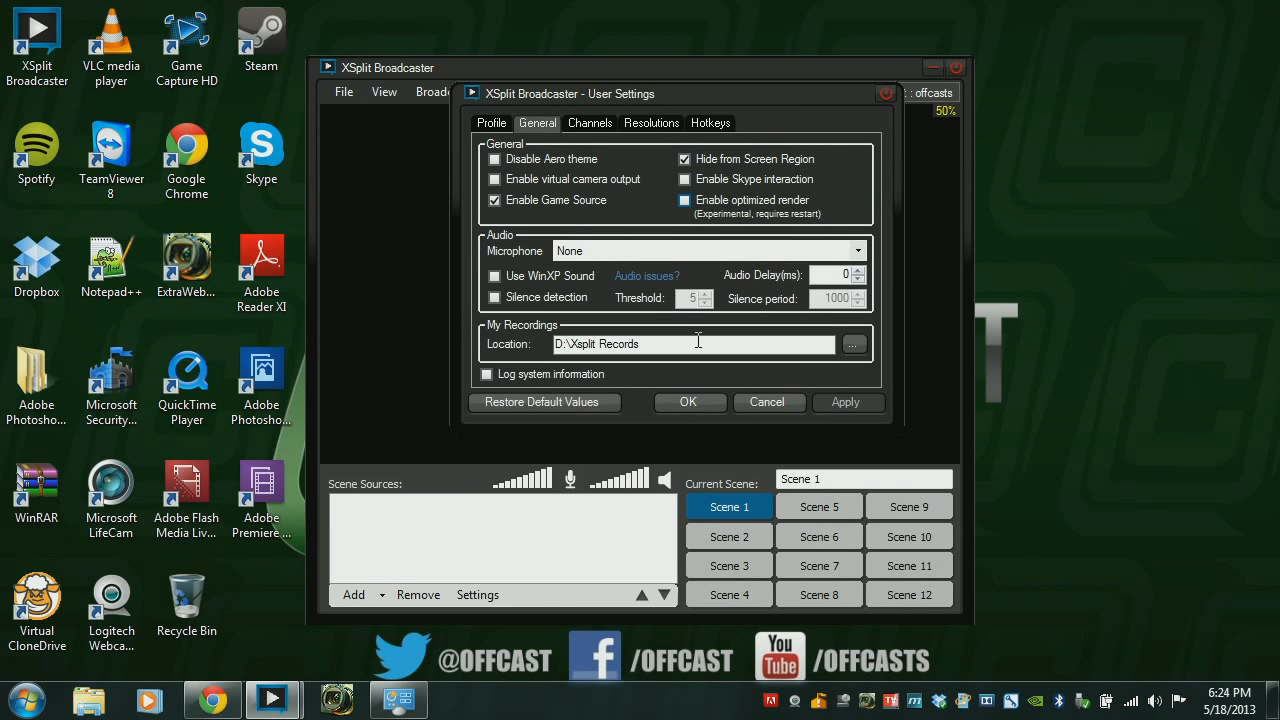 XSplit
Broadcaster
VLC media
player
Game
Capture HD
Steam
Spotify
TeamViewer
8
Google
Chrome
Skype
Dropbox
Notepad++
ExtraWeb...
Adobe
Reader XI
Adobe
Photosho...
Microsoft
Security...
QuickTime
Player
Adobe
Photosho...
WinRAR
Microsoft
LifeCam
Adobe Flash
Media Liv...
Adobe
Premiere ...
Virtual
CloneDrive
Logitech
Webca...
Recycle Bin
XSplit Broadcaster
File View Broadc
: offcasts
50%
XSplit Broadcaster - User Settings
Profile General Channels Resolutions Hotkeys
General
Disable Aero theme
Hide from Screen Region
Enable virtual camera output
Enable Skype interaction
Enable Game Source
Enable optimized render
(Experimental, requires restart)
Audio
Microphone None
Use WinXP Sound Audio issues? Audio Delay(ms): 0
Silence detection Threshold: 5 Silence period: 1000
My Recordings
Location: D:\Xsplit Records ...
Log system information
Restore Default Values OK Cancel Apply
Scene Sources:
Current Scene: Scene 1
Scene 1 Scene 5 Scene 9
Scene 2 Scene 6 Scene 10
Scene 3 Scene 7 Scene 11
Scene 4 Scene 8 Scene 12
Add Remove Settings
@OFFCAST f /OFFCAST You Tube /OFFCASTS
6:24 PM
5/18/2013